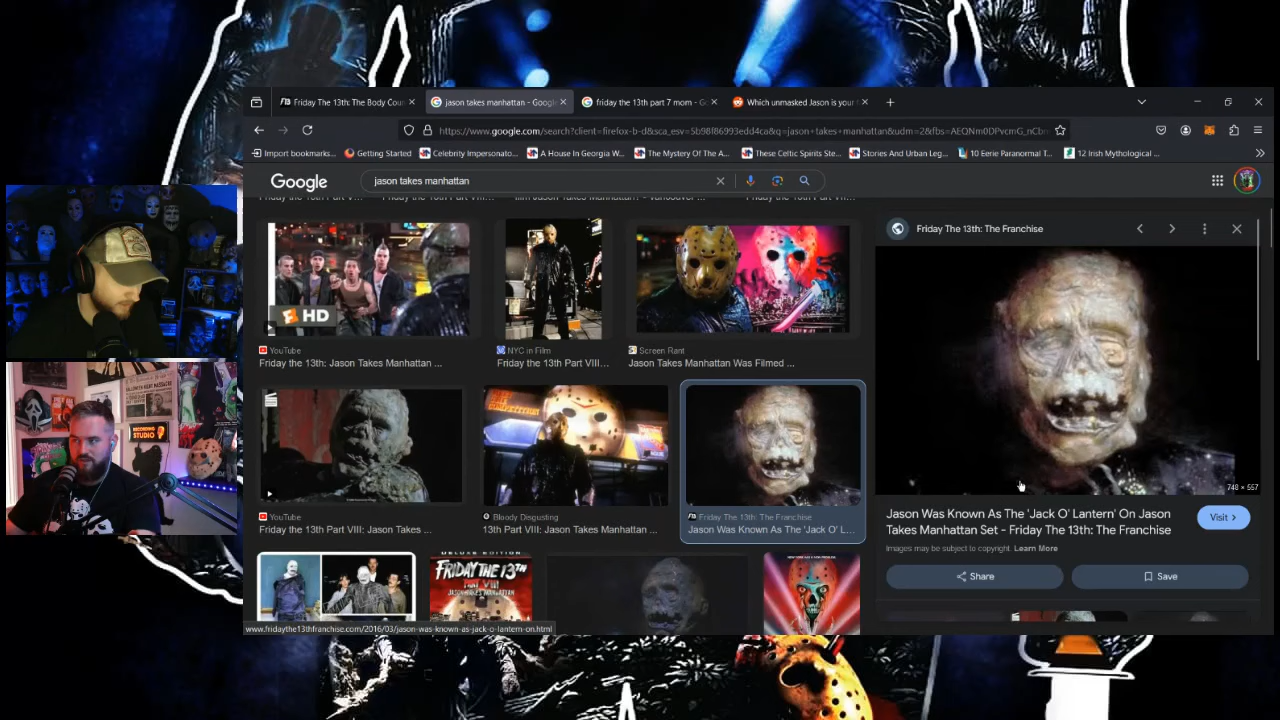 Friday The 13th: The Body Cou
jason takes manhattan - Googl
friday the 13th part 7 mom - G
Which unmasked Jason is your
https://www.google.com/search?client=firefox-b-d&sca_esv=5b98f86993edd4ca&q=jason+takes+manhattan&udm=2&fbs=AEQNm0DPvcmG_nCbr
Import bookmarks...
Getting Started
Celebrity Impersonato...
A House In Georgia W...
The Mystery Of The A...
These Celtic Spirits Ste...
Stories And Urban Leg...
10 Eerie Paranormal T...
12 Irish Mythological ...
Google
jason takes manhattan
Friday The 13th: The Franchise
HD
YouTube
Friday the 13th: Jason Takes Manhattan ...
NYC in Film
Friday the 13th Part VIII...
Screen Rant
Jason Takes Manhattan Was Filmed ...
YouTube
Friday the 13th Part VIII: Jason Takes ...
Bloody Disgusting
13th Part VIII: Jason Takes Manhattan ...
Friday The 13th: The Franchise
Jason Was Known As The 'Jack O' L...
748 × 557
Jason Was Known As The 'Jack O' Lantern' On Jason
Takes Manhattan Set - Friday The 13th: The Franchise
Visit
Images may be subject to copyright. Learn More
Share
Save
DELUXE EDITION
FRIDAY THE 13TH
PART VIII
www.fridaythe13thfranchise.com/2016/03/jason-was-known-as-jack-o-lantern-on.html
RECORDING
STUDIO